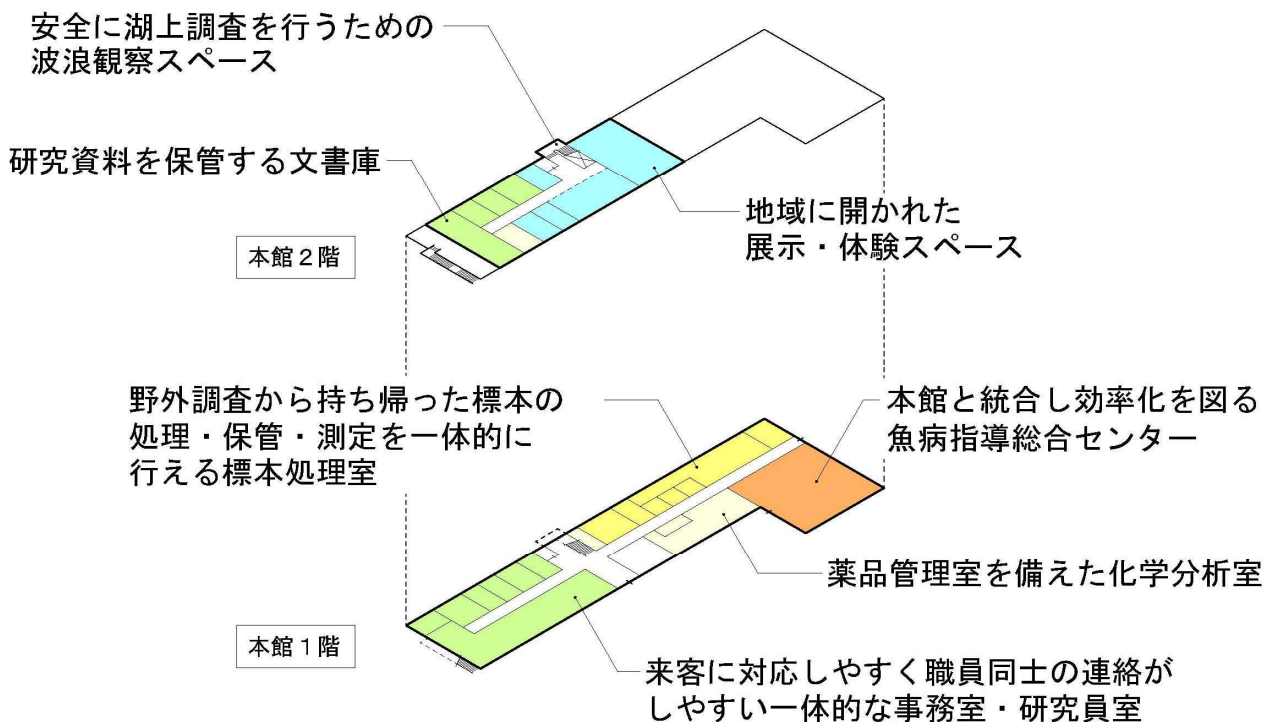 安全に湖上調査を行うための
波浪観察スペース
研究資料を保管する文書庫
地域に開かれた
展示・体験スペース
本館２階
野外調査から持ち帰った標本の
処理・保管・測定を一体的に
行える標本処理室
本館と統合し効率化を図る
魚病指導総合センター
薬品管理室を備えた化学分析室
本館１階
来客に対応しやすく職員同士の連絡が
しやすい一体的な事務室・研究員室